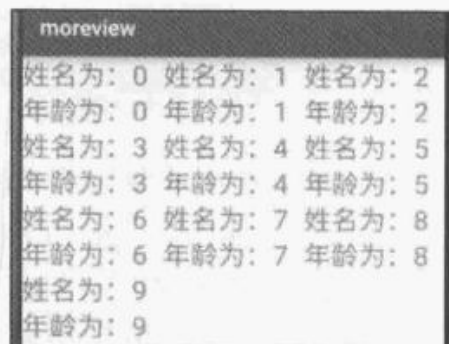 moreview
姓名为：0 姓名为：1 姓名为：2
年龄为：0 年龄为：1 年龄为：2
姓名为：3 姓名为：4 姓名为：5
年龄为：3 年龄为：4 年龄为：5
姓名为：6 姓名为：7 姓名为：8
年龄为：6 年龄为：7 年龄为：8
姓名为：9
年龄为：9